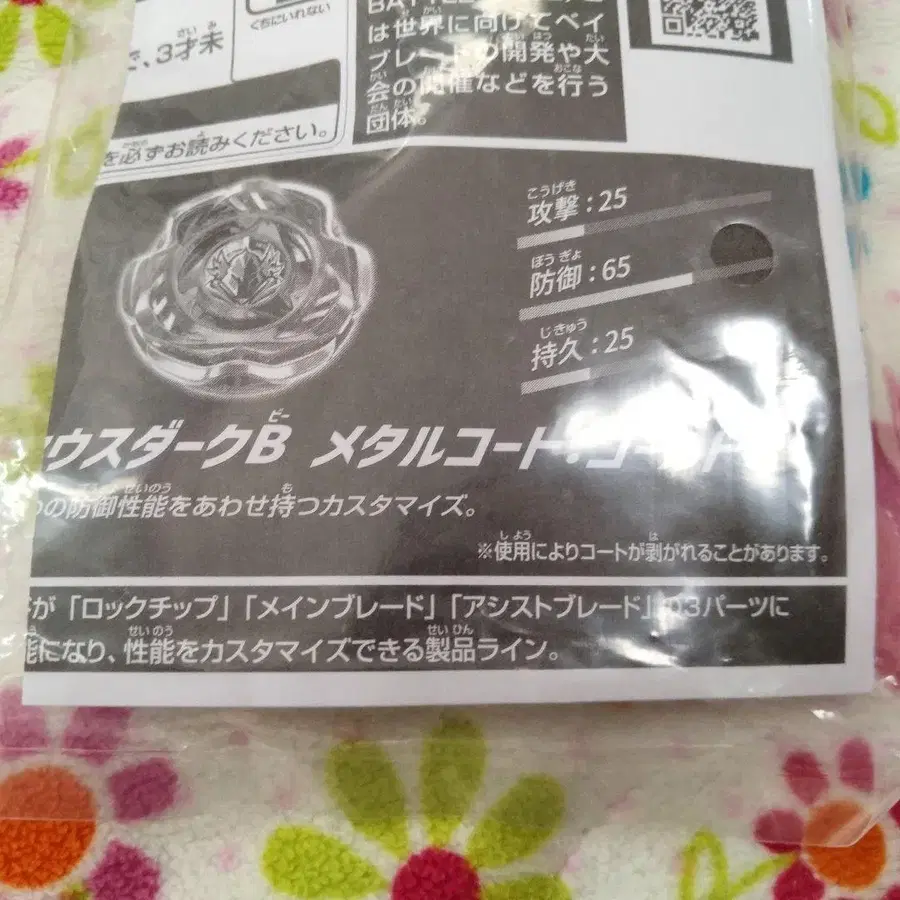 で、3才未
くちにいれない
を必ずお読みください。
は世界に向けてベイ
ブレードの開発や大
会の開催などを行う
団体。
攻撃:25
防御:65
持久:25
ウスダークB メタルコート:
の防御性能をあわせ持つカスタマイズ。
※使用によりコートが剥がれることがあります。
が「ロックチップ」「メインブレード」「アシストブレード」の3パーツに
能になり、性能をカスタマイズできる製品ライン。